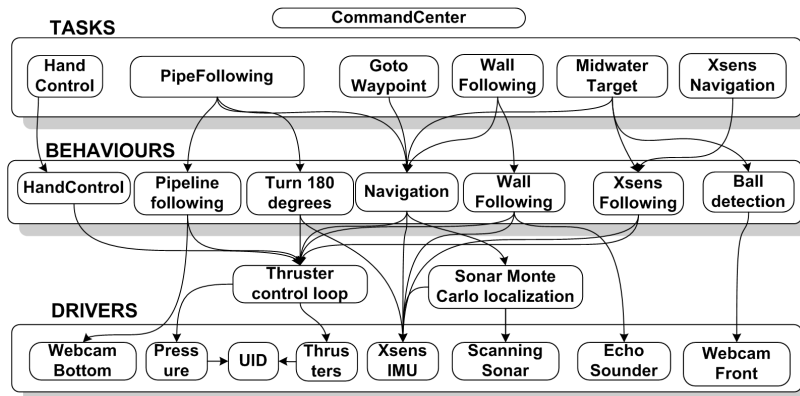 CommandCenter
TASKS
Hand
Control
PipeFollowing
Goto
Waypoint
Wall
Following
Midwater
Target
Xsens
Navigation
BEHAVIOURS
HandControl
Pipeline
following
Turn 180
degrees
Navigation
Wall
Following
Xsens
Following
Ball
detection
Thruster
control loop
Sonar Monte
Carlo localization
DRIVERS
Webcam
Bottom
Press
ure
UID
Thrus
ters
Xsens
IMU
Scanning
Sonar
Echo
Sounder
Webcam
Front